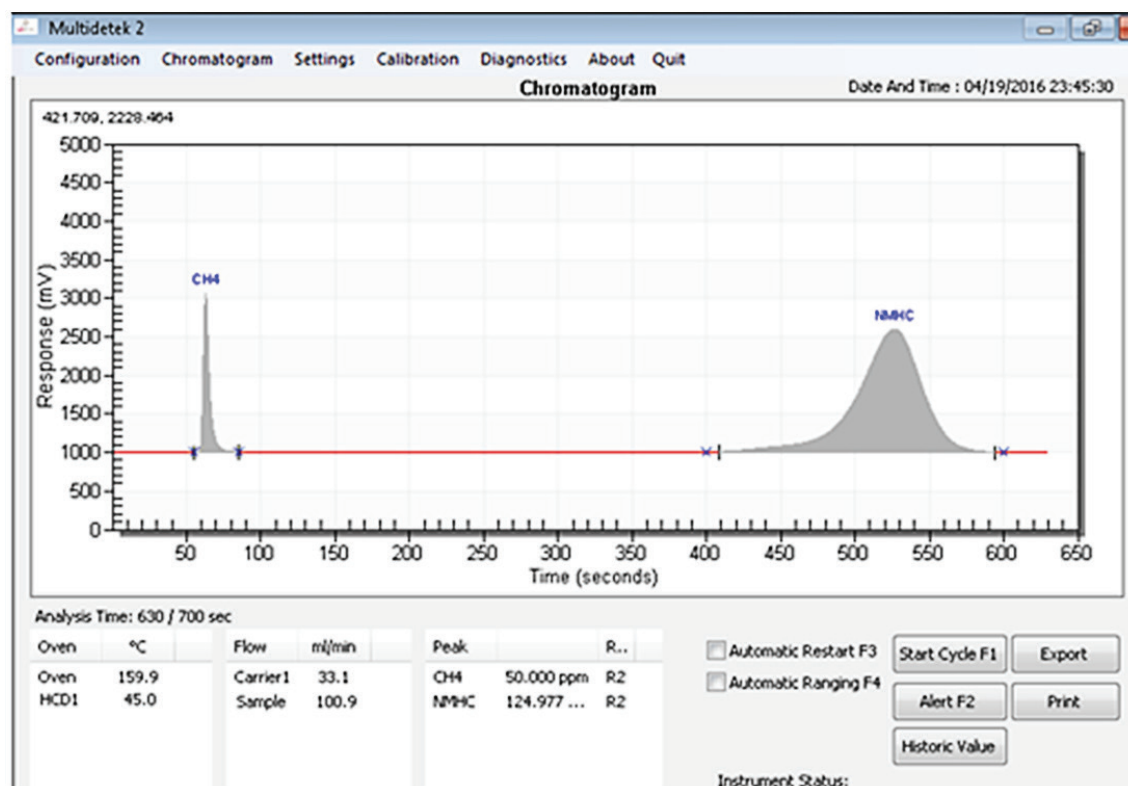 Multidetek 2
Configuration Chromatogram Settings Calibration Diagnostics About Quit
Chromatogram
Date And Time : 04/19/2016 23:45:30
421.709, 2228.464
5000
4500
4000
3500
3000
2500
2000
1500
1000
500
0
Response (mV)
CH4
NMHC
50 100 150 200 250 300 350 400 450 500 550 600 650
Time (seconds)
Analysis Time: 630 / 700 sec
Oven °C
Oven 159.9
HCD1 45.0
Flow ml/min
Carrier1 33.1
Sample 100.9
Peak R..
CH4 50.000 ppm R2
NMHC 124.977 ... R2
Automatic Restart F3
Automatic Ranging F4
Start Cycle F1
Export
Alert F2
Print
Historic Value
Instrument Status: